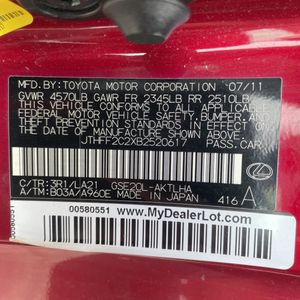 MFD.BY:TOYOTA MOTOR CORPORATION 07/11
GVWR 4570LB GAWR FR 2345LB RR 2510LB
THIS VEHICLE CONFORMS TO ALL APPLICABLE
FEDERAL MOTOR VEHICLE SAFETY, BUMPER, AND
THEFT PREVENTION STANDARDS IN EFFECT ON
THE DATE OF MANUFACTURE SHOWN ABOVE.
JTHFF2C2XB2520617 PASS.CAR
C/TR: 3R1/LA21 GSE20L-AKTLHA
A/TM: B03A/A960E MADE IN JAPAN 416 A
00580551 www.MyDealerLot.com
00580551